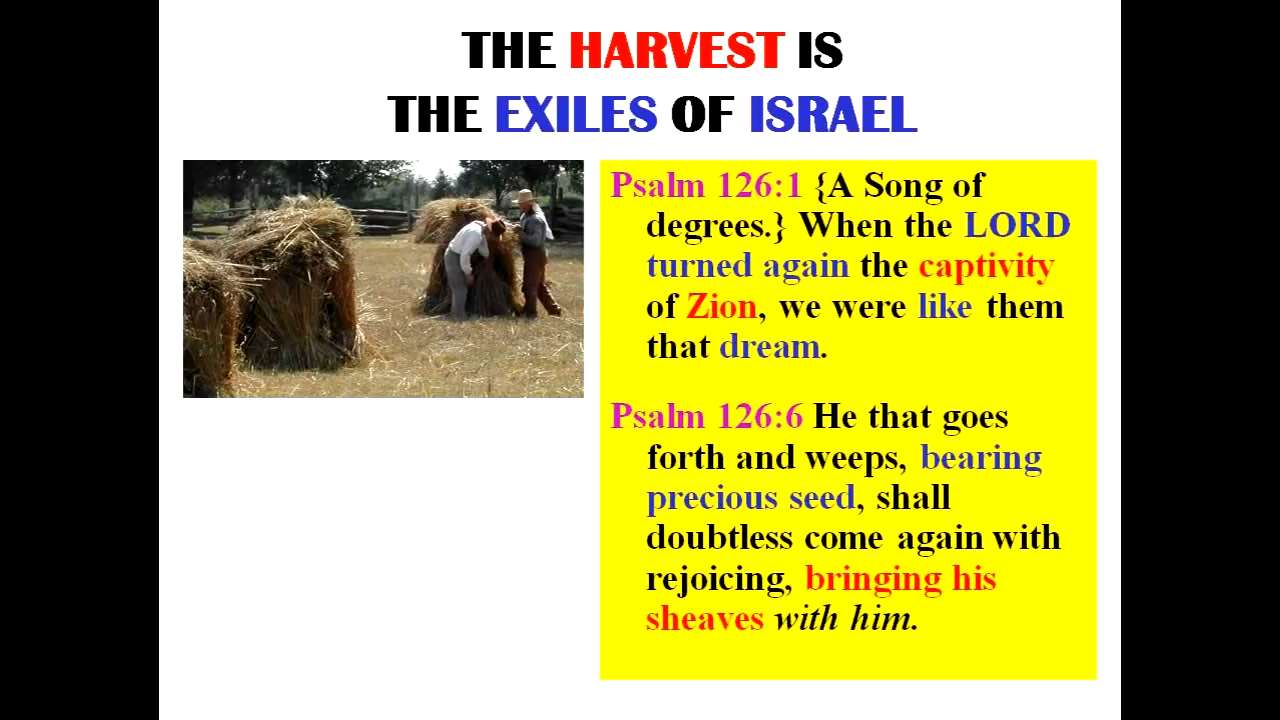 THE HARVEST IS
THE EXILES OF ISRAEL
Psalm 126:1 {A Song of
degrees.} When the LORD
turned again the captivity
of Zion, we were like them
that dream.
Psalm 126:6 He that goes
forth and weeps, bearing
precious seed, shall
doubtless come again with
rejoicing, bringing his
sheaves with him.